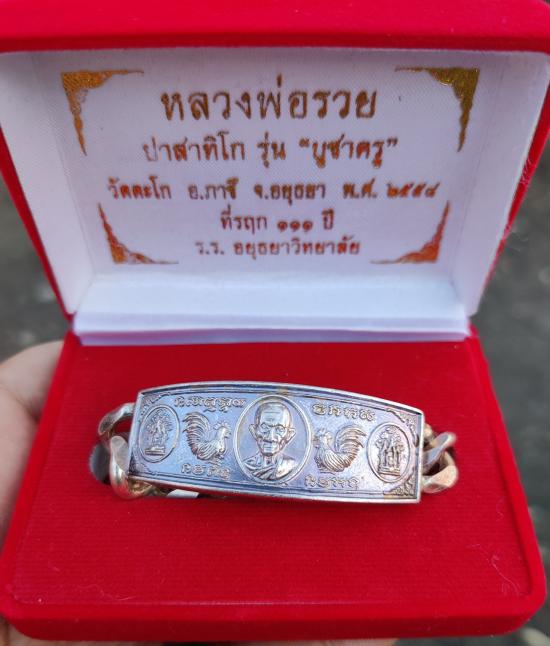 หลวงพ่อรวย
ปาสาทิโก รุ่น "บูชาครู"
วัดตะโก อ.ภาชี จ.อยุธยา พ.ศ. ๒๕๕๘
ที่รฤก ๑๑๑ ปี
ร.ร. อยุธยาวิทยาลัย